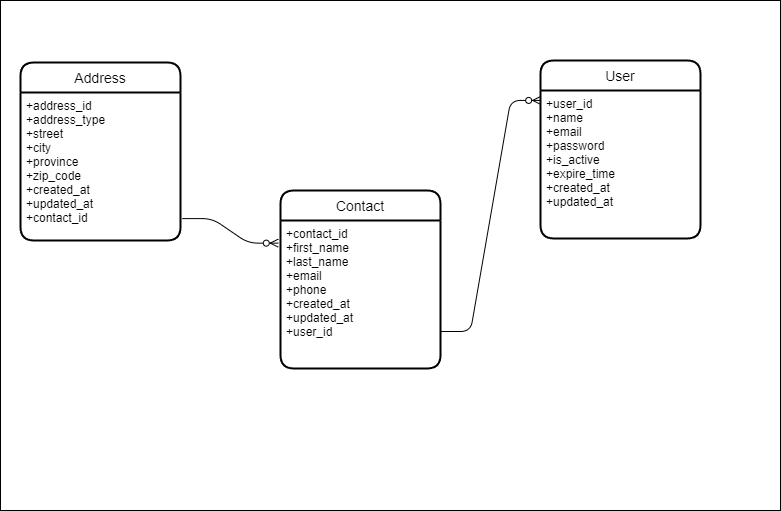 Address
+address_id
+address_type
+street
+city
+province
+zip_code
+created_at
+updated_at
+contact_id
Contact
+contact_id
+first_name
+last_name
+email
+phone
+created_at
+updated_at
+user_id
User
+user_id
+name
+email
+password
+is_active
+expire_time
+created_at
+updated_at